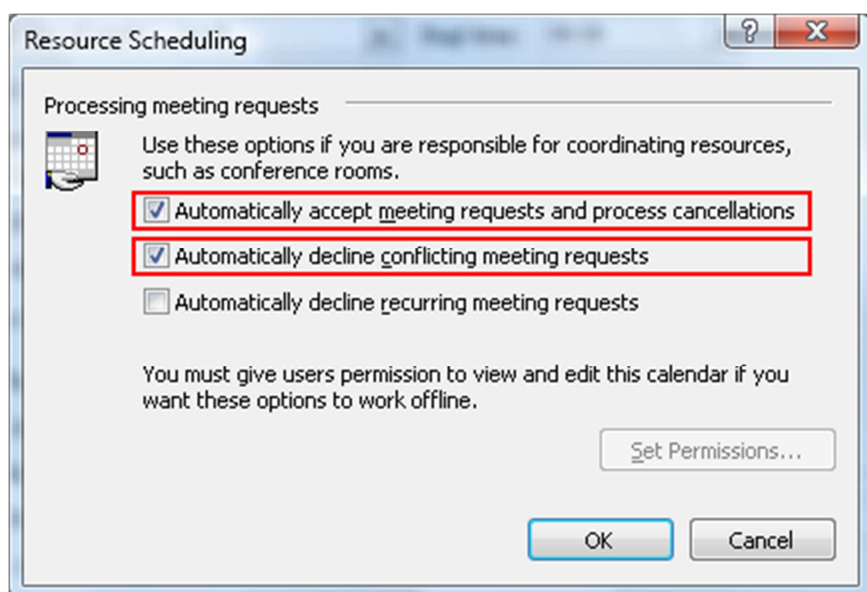 Resource Scheduling
Processing meeting requests
Use these options if you are responsible for coordinating resources,
such as conference rooms.
Automatically accept meeting requests and process cancellations
Automatically decline conflicting meeting requests
Automatically decline recurring meeting requests
You must give users permission to view and edit this calendar if you
want these options to work offline.
Set Permissions...
OK
Cancel